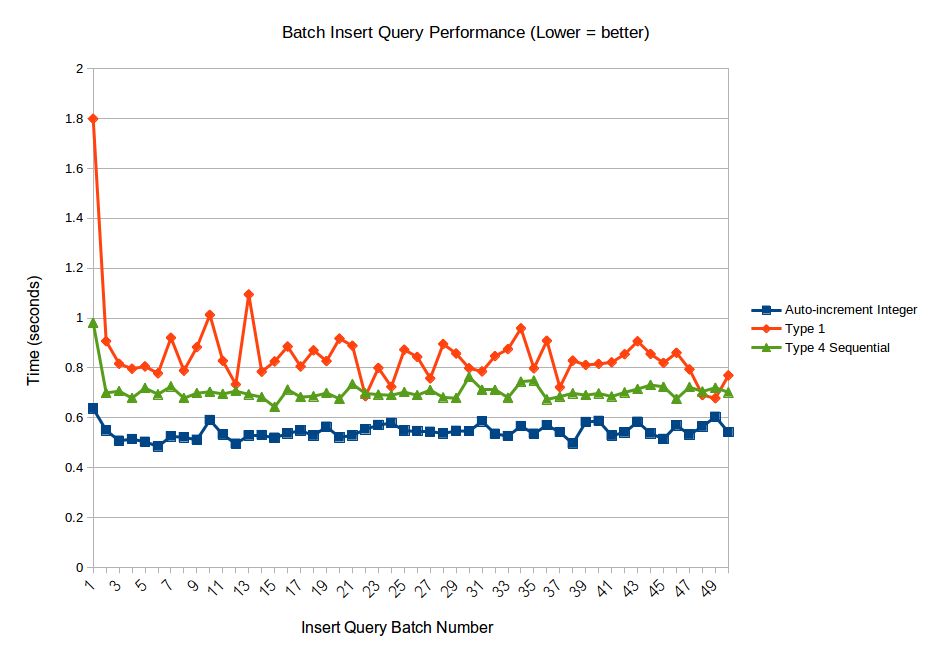 Batch Insert Query Performance (Lower = better)
2
1.8
1.6
1.4
1.2
1
0.8
0.6
0.4
0.2
0
Time (seconds)
1 3 5 7 9 11 13 15 17 19 21 23 25 27 29 31 33 35 37 39 41 43 45 47 49
Insert Query Batch Number
Auto-increment Integer
Type 1
Type 4 Sequential